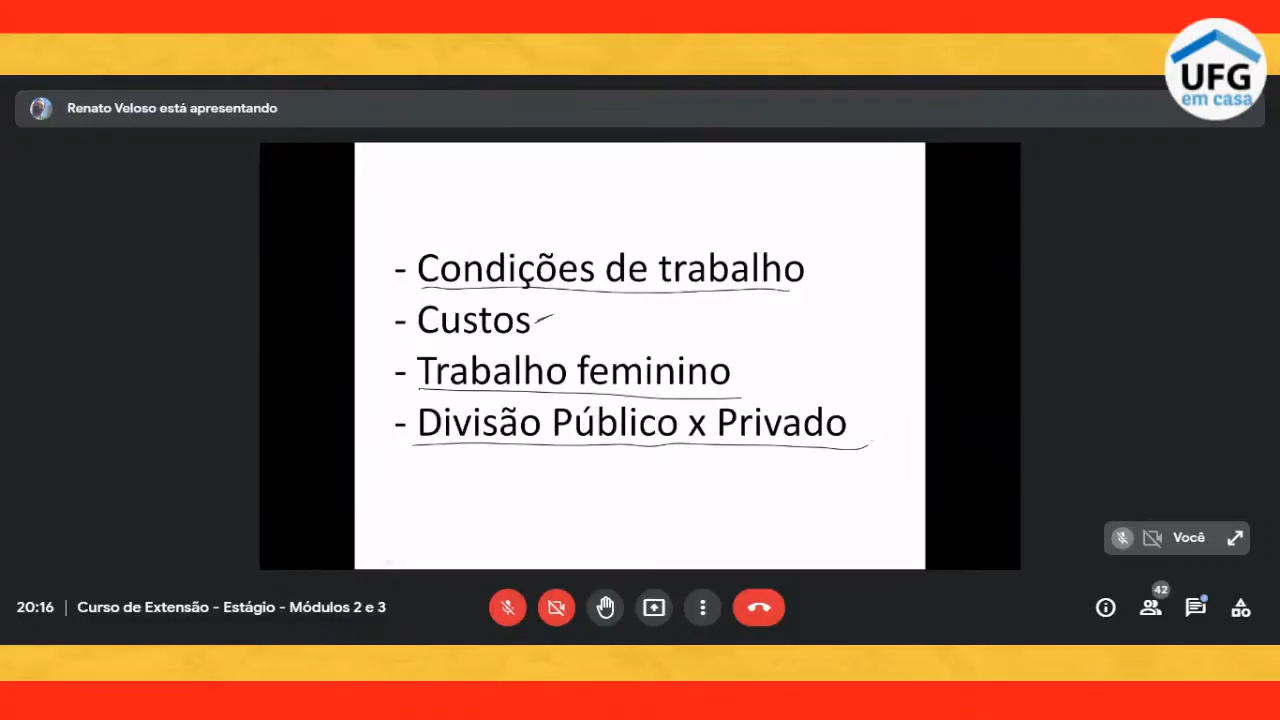 UFG
em casa
Renato Veloso está apresentando
- Condições de trabalho
- Custos
- Trabalho feminino
- Divisão Público x Privado
Você
20:16 | Curso de Extensão - Estágio - Módulos 2 e 3
42